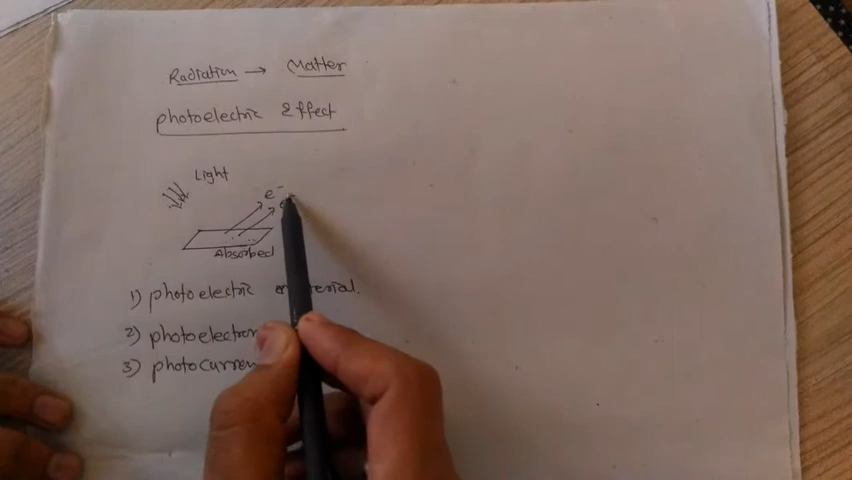 Radiation → Matter
photoelectric Effect
Light
e⁻
Absorbed
1) photoelectric
2) photoelectron
3) photocurren